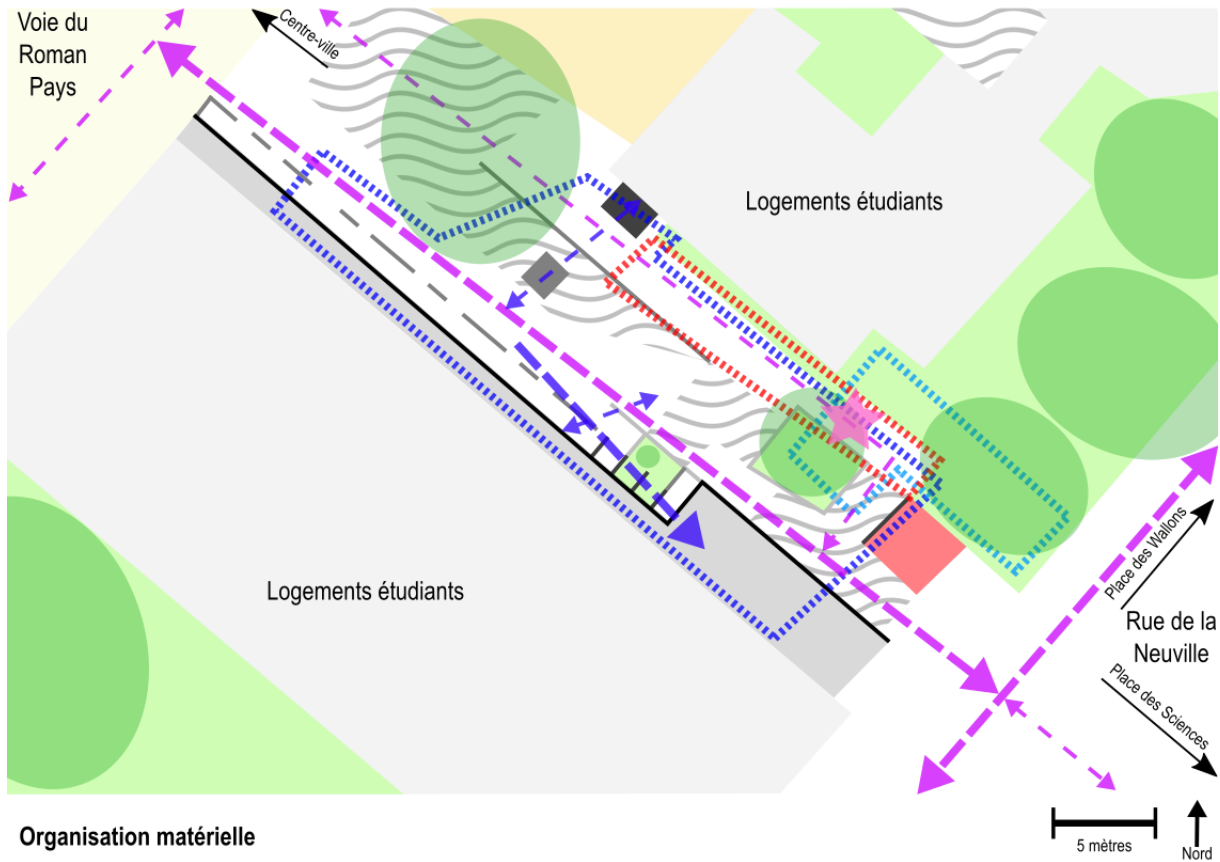 Voie du
Roman
Pays
Centre-ville
Logements étudiants
Logements étudiants
Place des Wallons
Rue de la
Neuville
Place des Sciences
Organisation matérielle
5 mètres
Nord